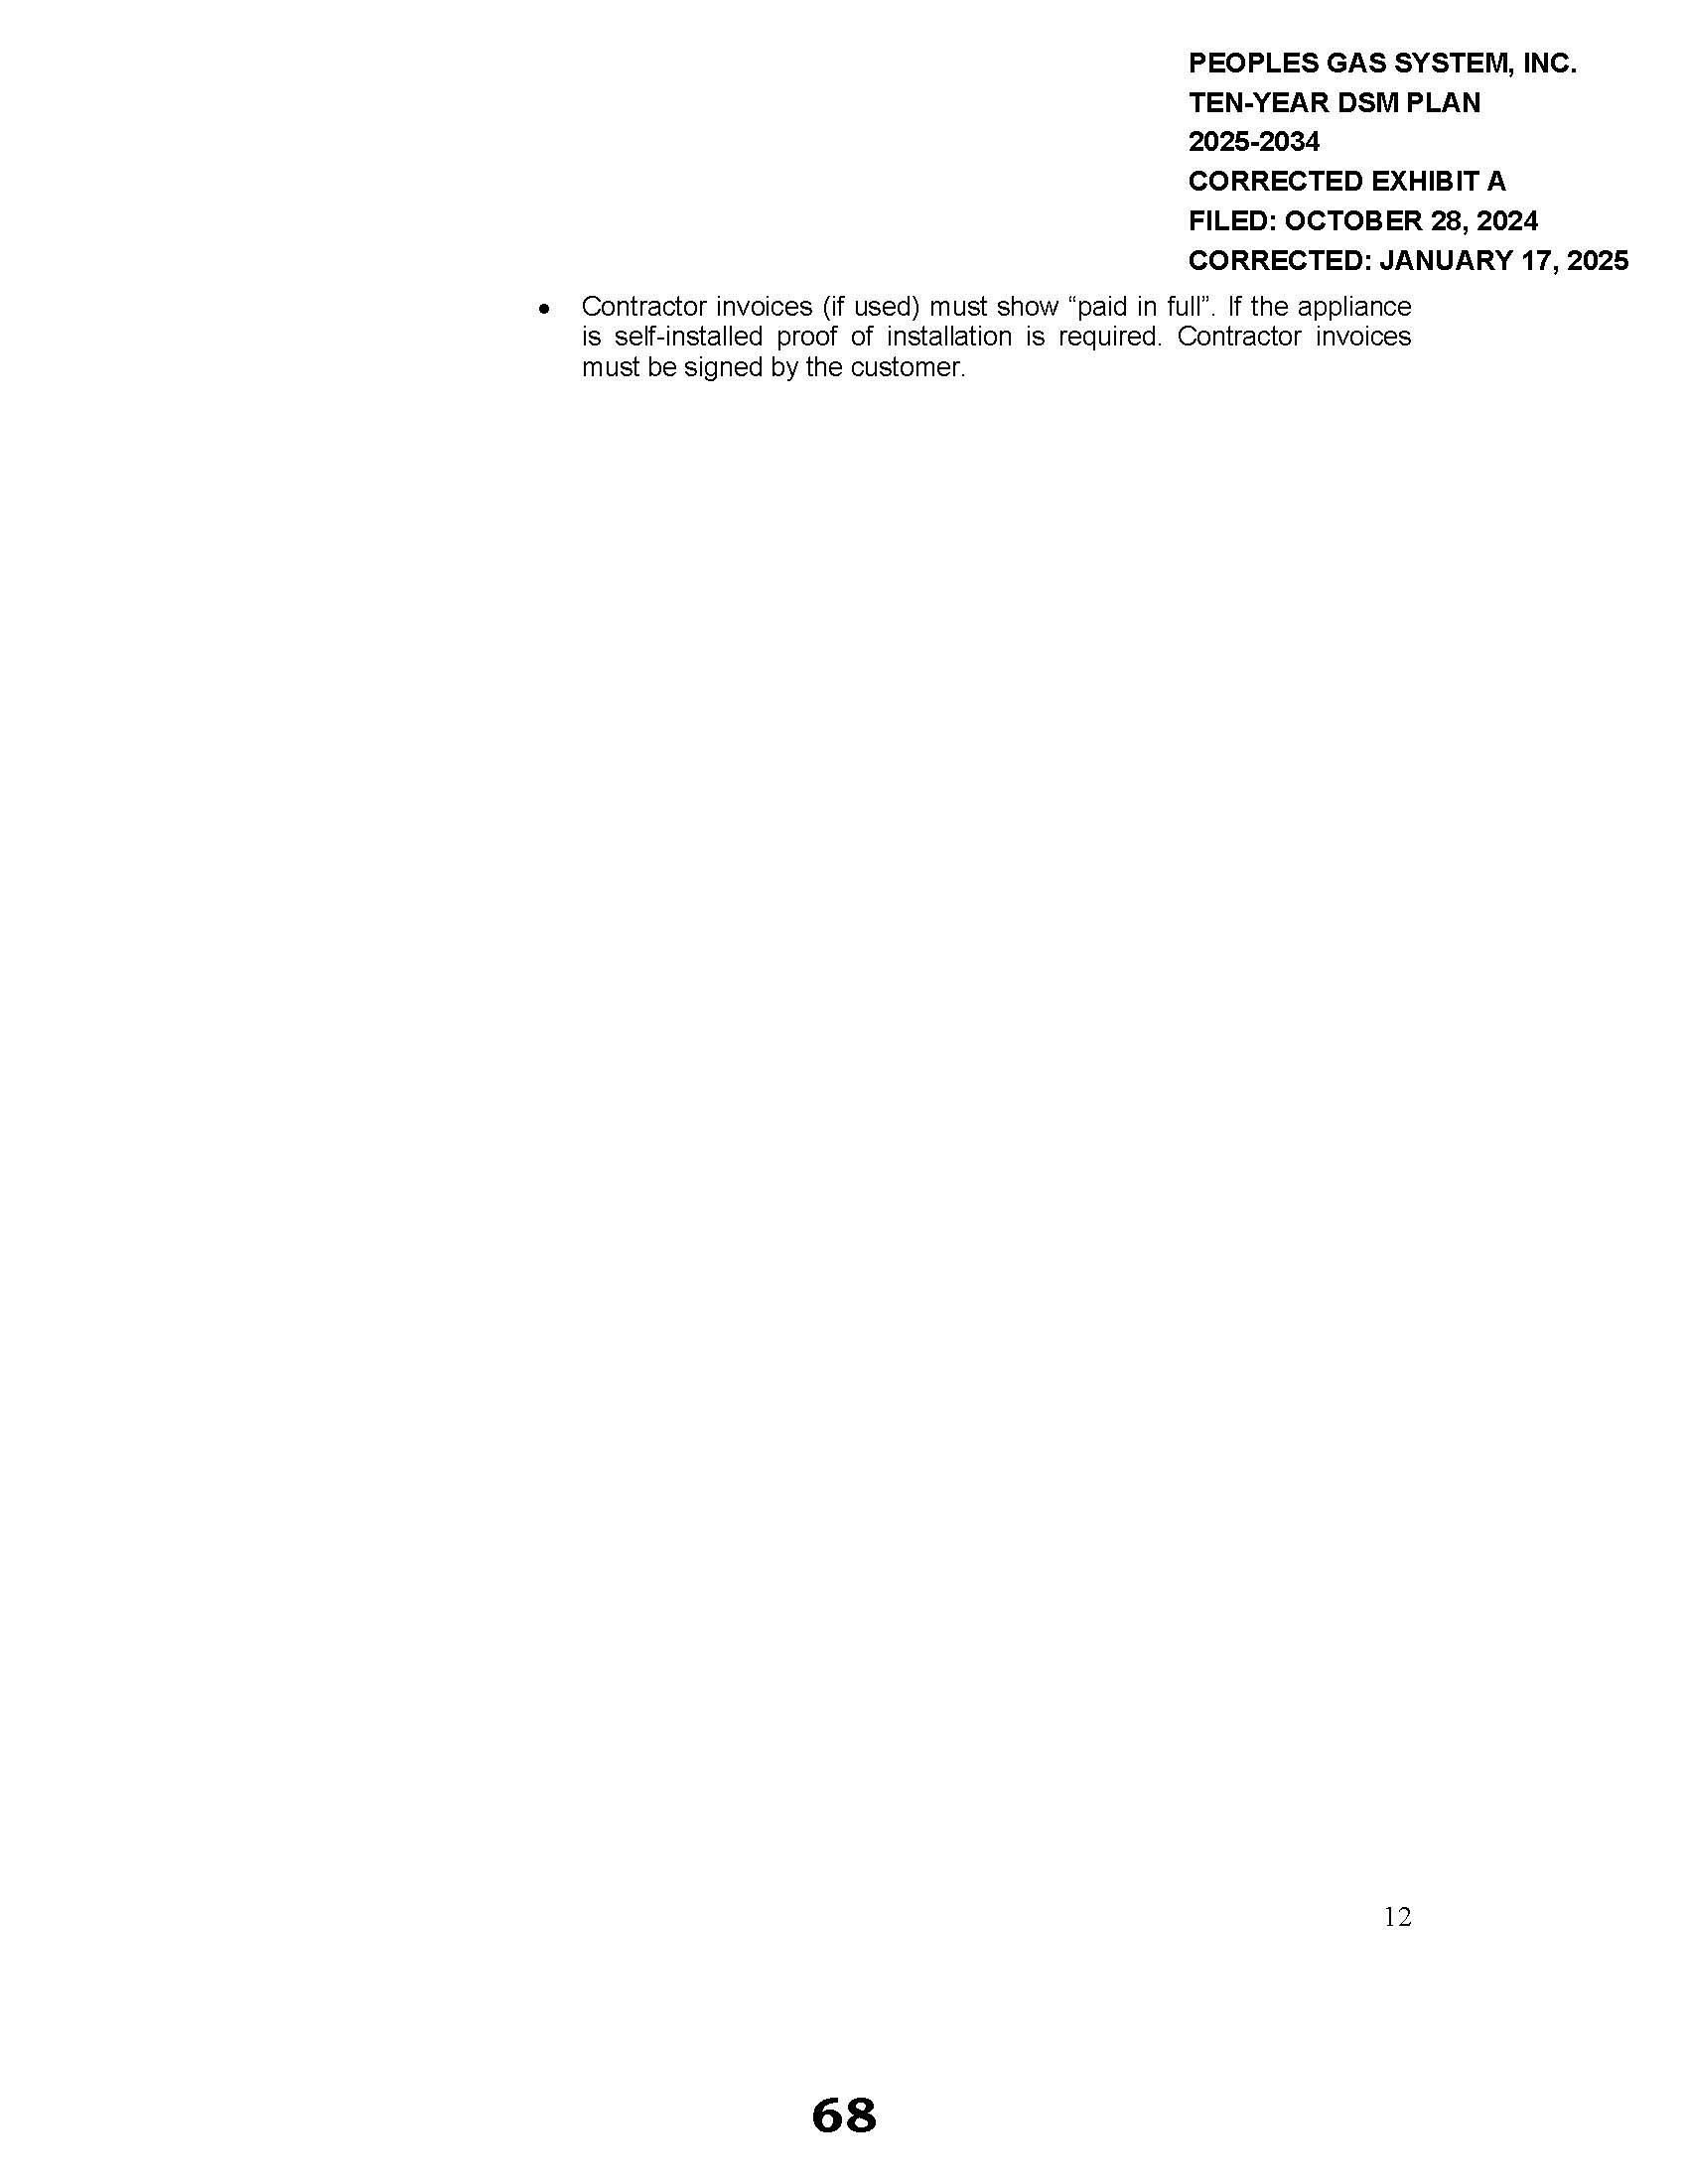 PEOPLES GAS SYSTEM, INC.
TEN-YEAR DSM PLAN
2025-2034
CORRECTED EXHIBIT A
FILED: OCTOBER 28, 2024
CORRECTED: JANUARY 17, 2025
• Contractor invoices (if used) must show “paid in full”. If the appliance
is self-installed proof of installation is required. Contractor invoices
must be signed by the customer.
12
68